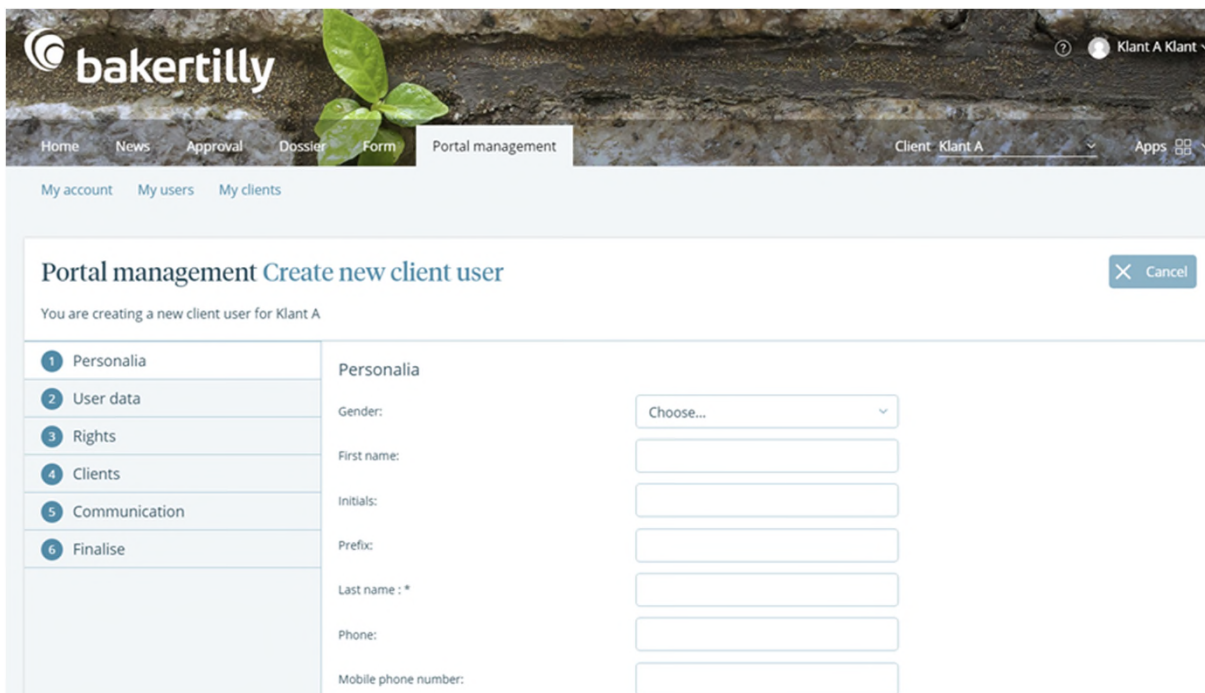 bakertilly
? Klant A Klant
Home News Approval Dossier Form Portal management Client Klant A Apps
My account My users My clients
Portal management Create new client user
Cancel
You are creating a new client user for Klant A
1 Personalia
2 User data
3 Rights
4 Clients
5 Communication
6 Finalise
Personalia
Gender: Choose...
First name:
Initials:
Prefix:
Last name : *
Phone:
Mobile phone number: